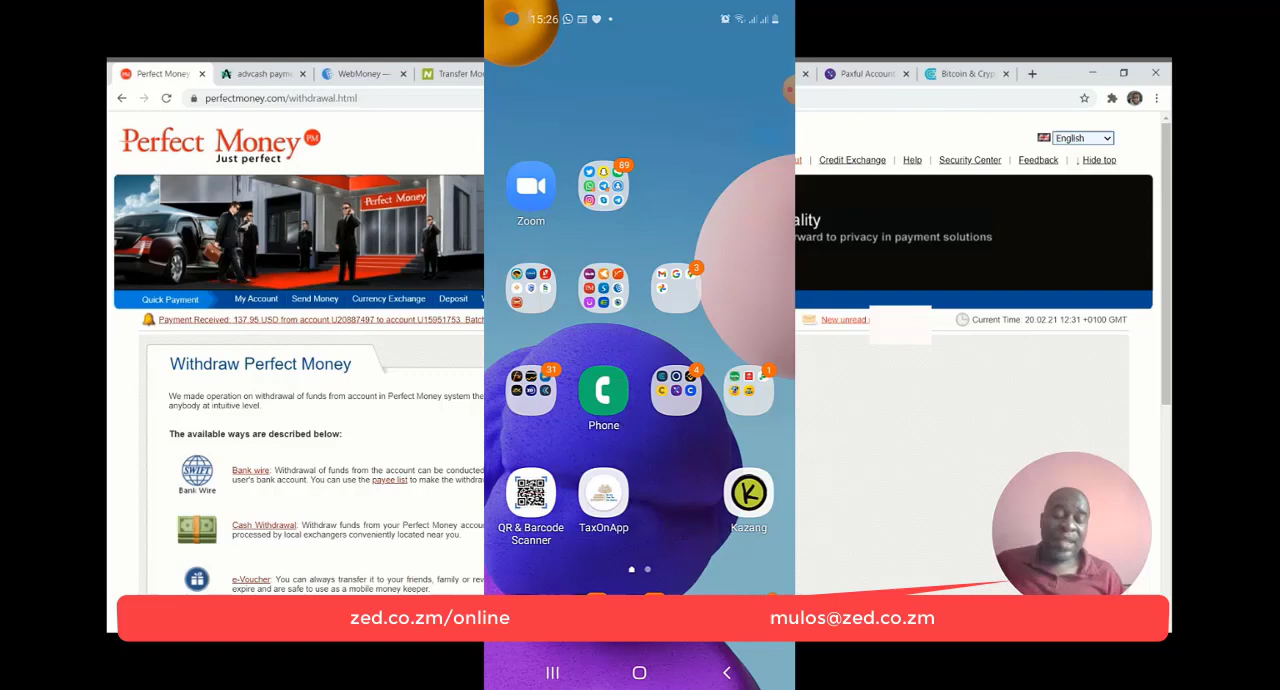 15:26
Perfect Money
advcash paym
WebMoney —
Transfer Mo
Paxful Account
Bitcoin & Cryp
perfectmoney.com/withdrawal.html
Perfect Money PM
Just perfect
English
Credit Exchange | Help | Security Center | Feedback | ↓ Hide top
Perfect Money
ality
rward to privacy in payment solutions
Quick Payment
My Account
Send Money
Currency Exchange
Deposit
Payment Received: 137.95 USD from account U20887497 to account U15951753. Batch
New unread
Current Time: 20.02.21 12:31 +0100 GMT
Withdraw Perfect Money
We made operation on withdrawal of funds from account in Perfect Money system the
anybody at intuitive level.
The available ways are described below:
SWIFT
Bank Wire
Bank wire: Withdrawal of funds from the account can be conducted
user's bank account. You can use the payee list to make the withdra
Cash Withdrawal: Withdraw funds from your Perfect Money accou
processed by local exchangers conveniently located near you.
e-Voucher: You can always transfer it to your friends, family or re
expire and are safe to use as a mobile money keeper.
89
Zoom
3
31
4
1
Phone
QR & Barcode
Scanner
TaxOnApp
K
Kazang
zed.co.zm/online
mulos@zed.co.zm